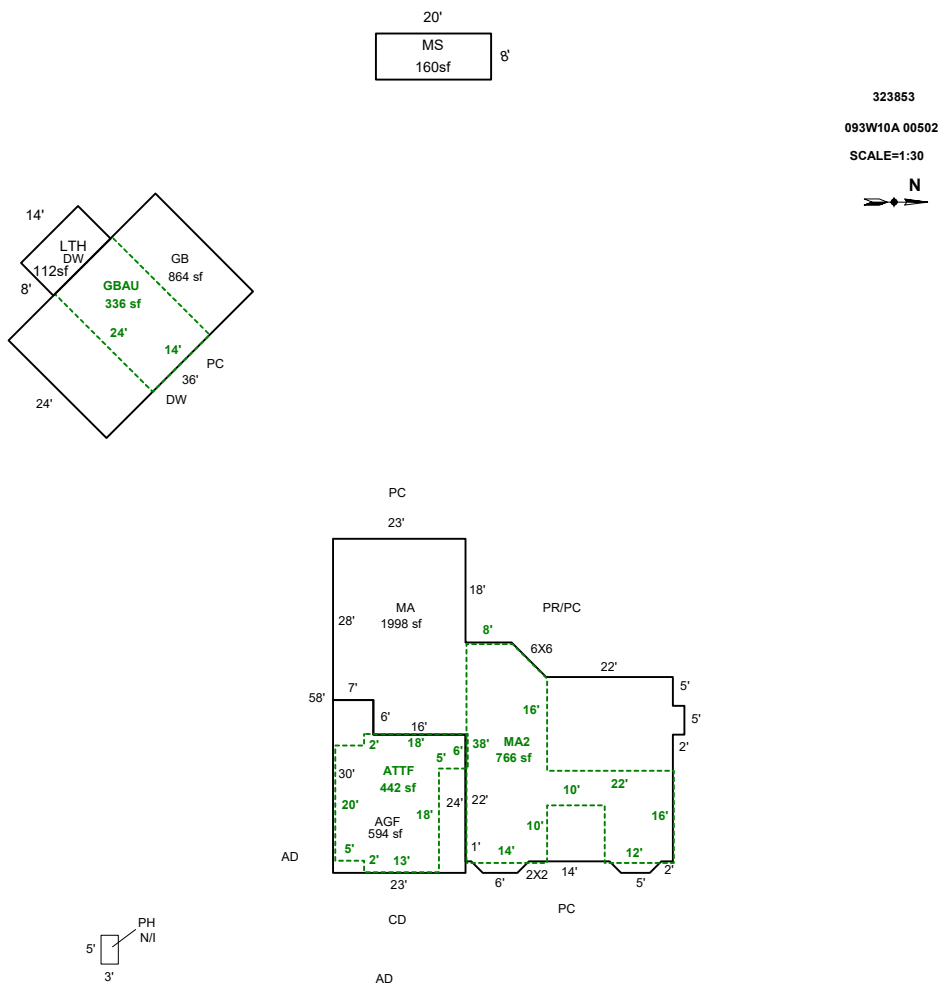 20'
MS
160sf
8'
323853
093W10A 00502
SCALE=1:30
N
14'
LTH
DW
112sf
8'
GB
864 sf
GBAU
336 sf
24'
14'
PC
36'
DW
24'
PC
23'
18'
MA
1998 sf
28'
PR/PC
8'
6X6
22'
5'
5'
2'
58'
7'
6'
16'
18'
2'
5'
6'
38'
16'
MA2
766 sf
ATTF
442 sf
30'
20'
18'
24'
22'
22'
10'
10'
16'
AGF
594 sf
5'
2'
13'
1'
14'
12'
2'
AD
23'
6'
2X2
14'
5'
PC
CD
PH
N/I
5'
3'
AD